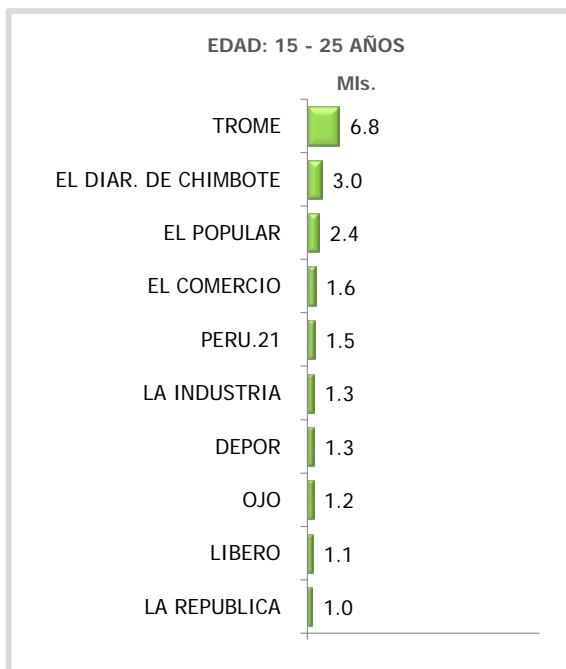 EDAD: 15 - 25 AÑOS
Mls.
TROME 6.8
EL DIAR. DE CHIMBOTE 3.0
EL POPULAR 2.4
EL COMERCIO 1.6
PERU.21 1.5
LA INDUSTRIA 1.3
DEPOR 1.3
OJO 1.2
LIBERO 1.1
LA REPUBLICA 1.0